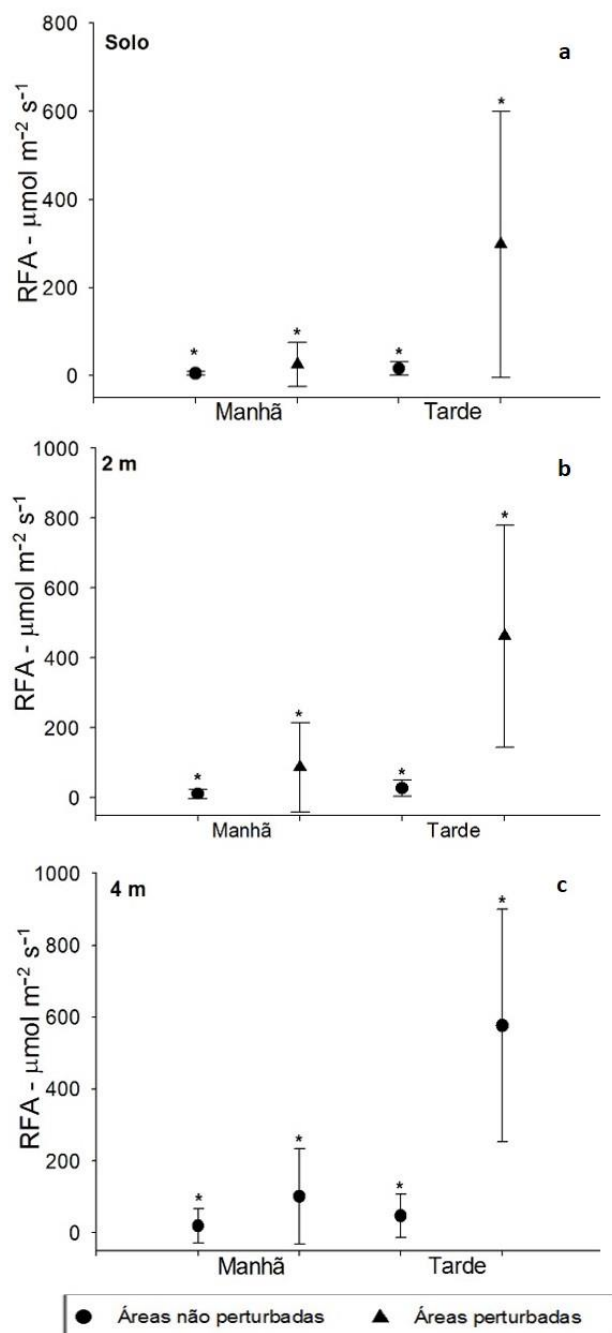 Solo
a
800
600
400
200
0
RFA - μmol m⁻² s⁻¹
*
*
*
*
Manhã Tarde
2 m
b
1000
800
600
400
200
0
RFA - μmol m⁻² s⁻¹
*
*
*
*
Manhã Tarde
4 m
c
1000
800
600
400
200
0
RFA - μmol m⁻² s⁻¹
*
*
*
*
Manhã Tarde
Áreas não perturbadas Áreas perturbadas